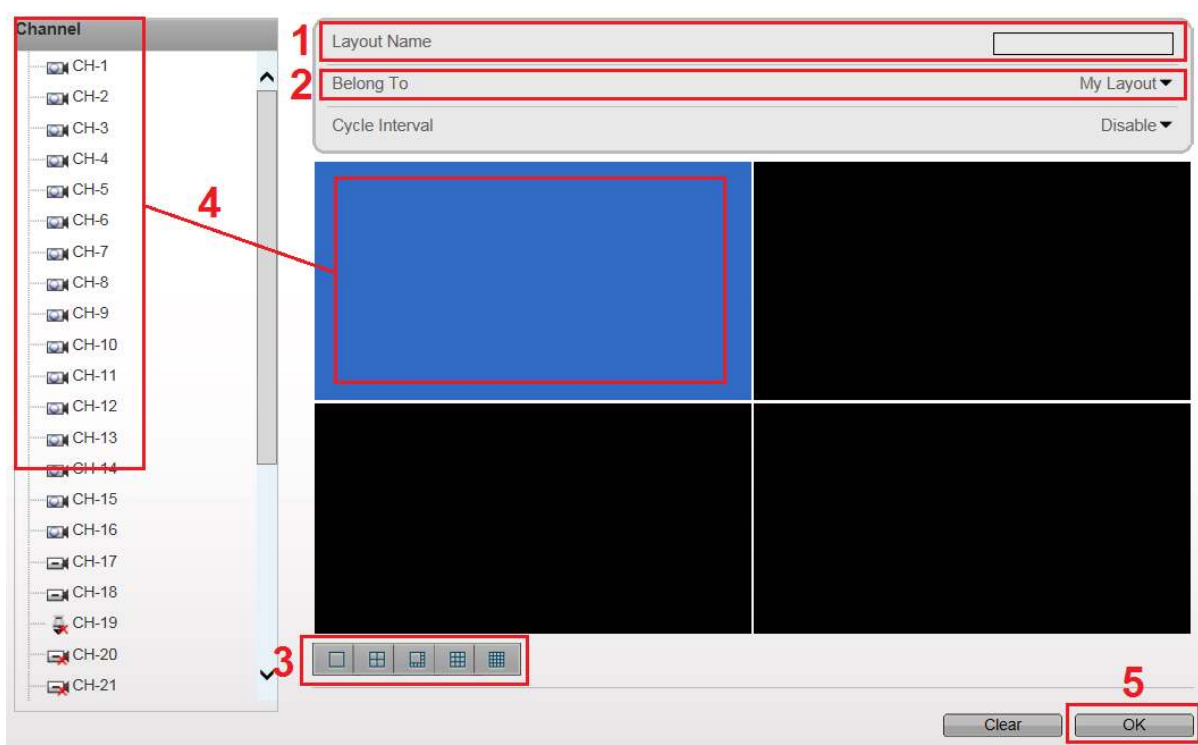 Channel
CH-1
CH-2
CH-3
CH-4
CH-5
CH-6
CH-7
CH-8
CH-9
CH-10
CH-11
CH-12
CH-13
CH-14
CH-15
CH-16
CH-17
CH-18
CH-19
CH-20
CH-21
4
1 Layout Name
2 Belong To My Layout
Cycle Interval Disable
3
5
Clear OK